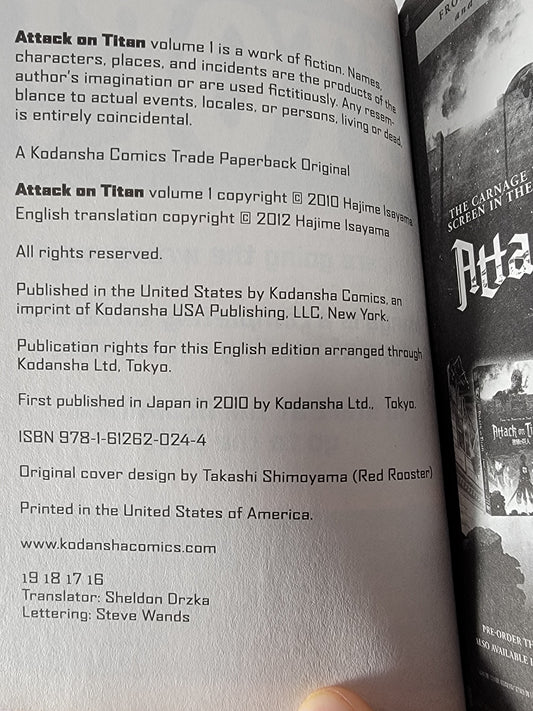 Attack on Titan volume 1 is a work of fiction. Names,
characters, places, and incidents are the products of the
author's imagination or are used fictitiously. Any resem-
blance to actual events, locales, or persons, living or dead,
is entirely coincidental.
A Kodansha Comics Trade Paperback Original
Attack on Titan volume 1 copyright © 2010 Hajime Isayama
English translation copyright © 2012 Hajime Isayama
All rights reserved.
Published in the United States by Kodansha Comics, an
imprint of Kodansha USA Publishing, LLC, New York.
Publication rights for this English edition arranged through
Kodansha Ltd, Tokyo.
First published in Japan in 2010 by Kodansha Ltd., Tokyo.
ISBN 978-1-61262-024-4
Original cover design by Takashi Shimoyama (Red Rooster)
Printed in the United States of America.
www.kodanshacomics.com
19 18 17 16
Translator: Sheldon Drzka
Lettering: Steve Wands
and
THE CARNAGE
SCREEN IN THE
Atta
Attack on Tit
PRE-ORDER TH
ALSO AVAILABLE